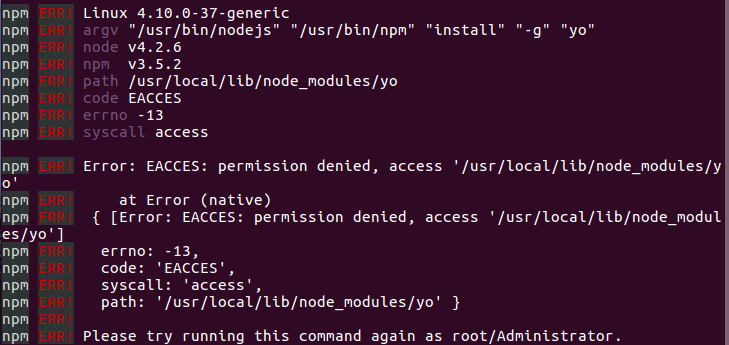 npm ERR! Linux 4.10.0-37-generic
npm ERR! argv "/usr/bin/nodejs" "/usr/bin/npm" "install" "-g" "yo"
npm ERR! node v4.2.6
npm ERR! npm  v3.5.2
npm ERR! path /usr/local/lib/node_modules/yo
npm ERR! code EACCES
npm ERR! errno -13
npm ERR! syscall access

npm ERR! Error: EACCES: permission denied, access '/usr/local/lib/node_modules/y
o'
npm ERR!     at Error (native)
npm ERR!  { [Error: EACCES: permission denied, access '/usr/local/lib/node_modul
es/yo']
npm ERR!   errno: -13,
npm ERR!   code: 'EACCES',
npm ERR!   syscall: 'access',
npm ERR!   path: '/usr/local/lib/node_modules/yo' }
npm ERR!
npm ERR! Please try running this command again as root/Administrator.